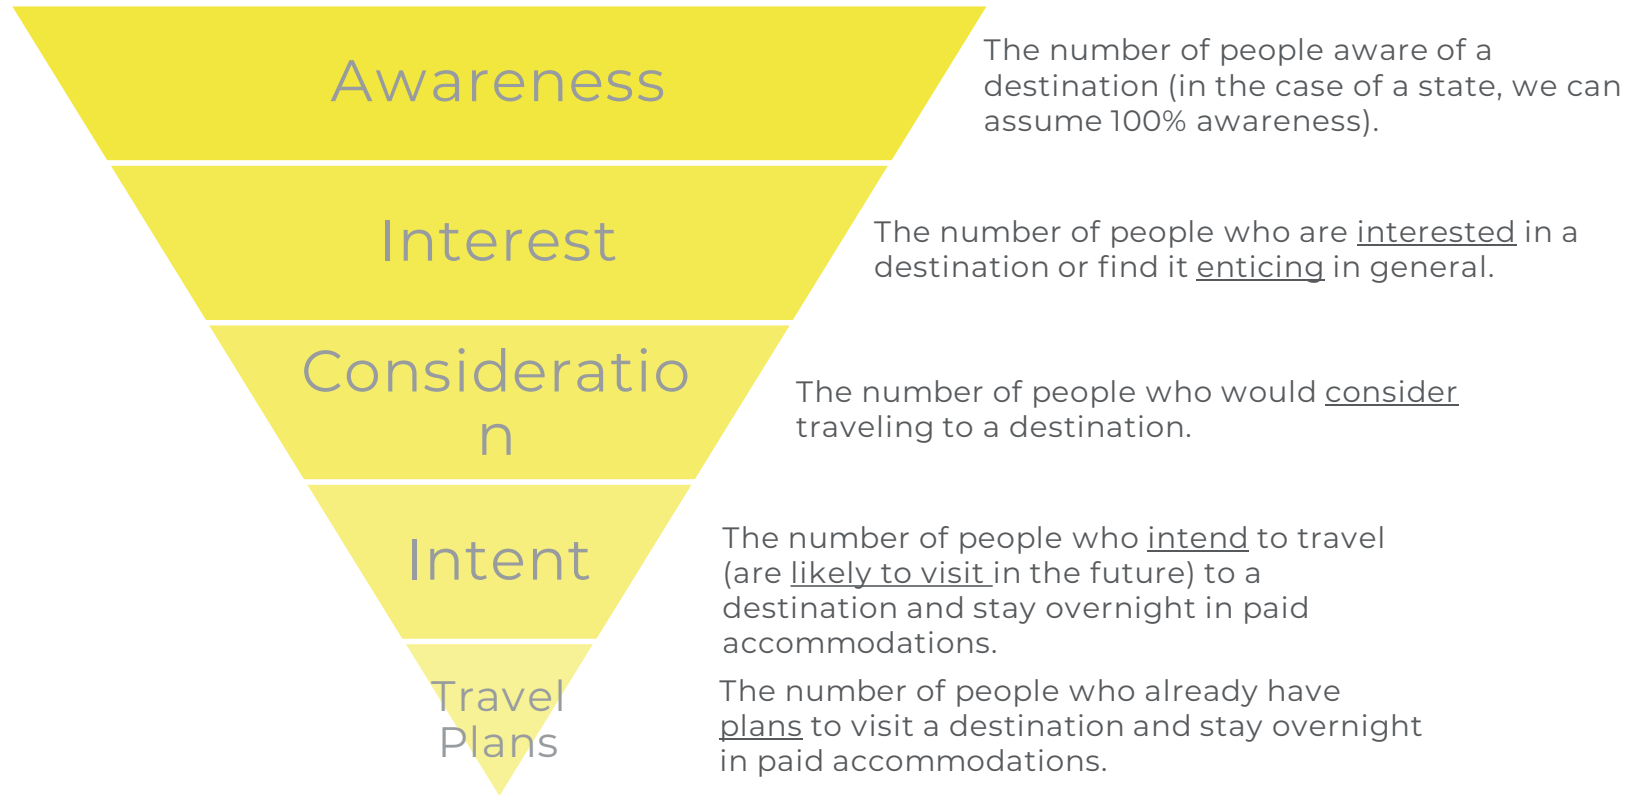 Awareness
The number of people aware of a
destination (in the case of a state, we can
assume 100% awareness).
Interest
The number of people who are interested in a
destination or find it enticing in general.
Consideratio
n
The number of people who would consider
traveling to a destination.
Intent
The number of people who intend to travel
(are likely to visit in the future) to a
destination and stay overnight in paid
accommodations.
Travel
Plans
The number of people who already have
plans to visit a destination and stay overnight
in paid accommodations.